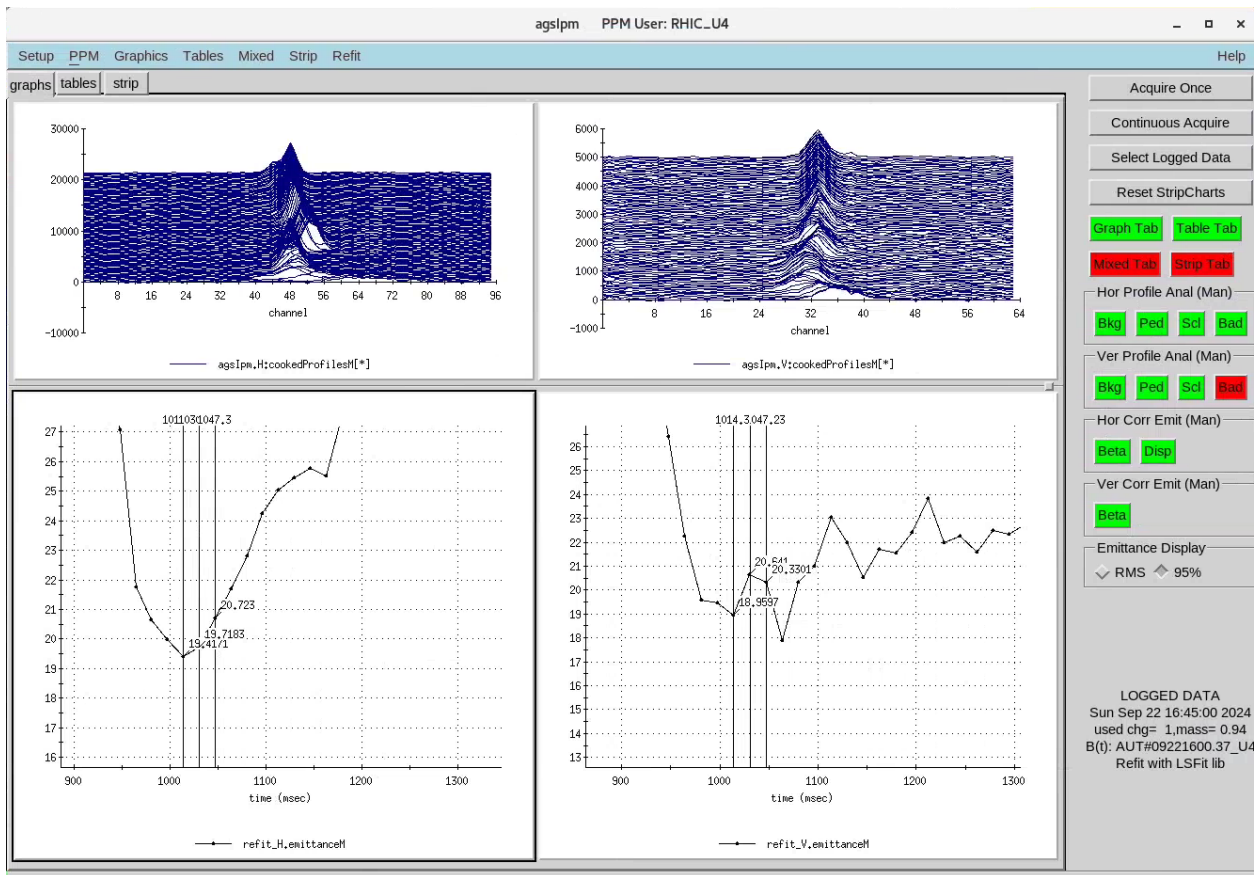 agsIpm PPM User: RHIC_U4
Setup PPM Graphics Tables Mixed Strip Refit Help
graphs tables strip
30000
20000
10000
0
−10000
8 16 24 32 40 48 56 64 72 80 88 96
channel
agsIpm.H:cookedProfilesM[*]
6000
5000
4000
3000
2000
1000
0
−1000
8 16 24 32 40 48 56 64
channel
agsIpm.V:cookedProfilesM[*]
1047.3
27
26
25
24
23
22
21
20
19
18
17
16
20.723
19.7183
19.4171
900 1000 1100 1200 1300
time (msec)
refit_H.emittanceM
1014.3 047.23
26
25
24
23
22
21
20
19
18
17
16
15
14
13
20.641
20.3301
18.9597
900 1000 1100 1200 1300
time (msec)
refit_V.emittanceM
Acquire Once
Continuous Acquire
Select Logged Data
Reset StripCharts
Graph Tab Table Tab
Mixed Tab Strip Tab
Hor Profile Anal (Man)
Bkg Ped Scl Bad
Ver Profile Anal (Man)
Bkg Ped Scl Bad
Hor Corr Emit (Man)
Beta Disp
Ver Corr Emit (Man)
Beta
Emittance Display
RMS 95%
LOGGED DATA
Sun Sep 22 16:45:00 2024
used chg= 1,mass= 0.94
B(t): AUT#09221600.37_U4
Refit with LSFit lib